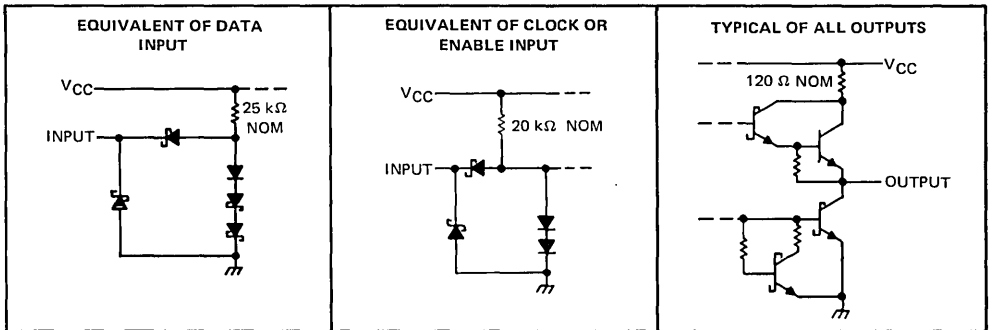 EQUIVALENT OF DATA
INPUT
VCC
25 kΩ
NOM
INPUT
EQUIVALENT OF CLOCK OR
ENABLE INPUT
VCC
20 kΩ NOM
INPUT
TYPICAL OF ALL OUTPUTS
VCC
120 Ω NOM
OUTPUT